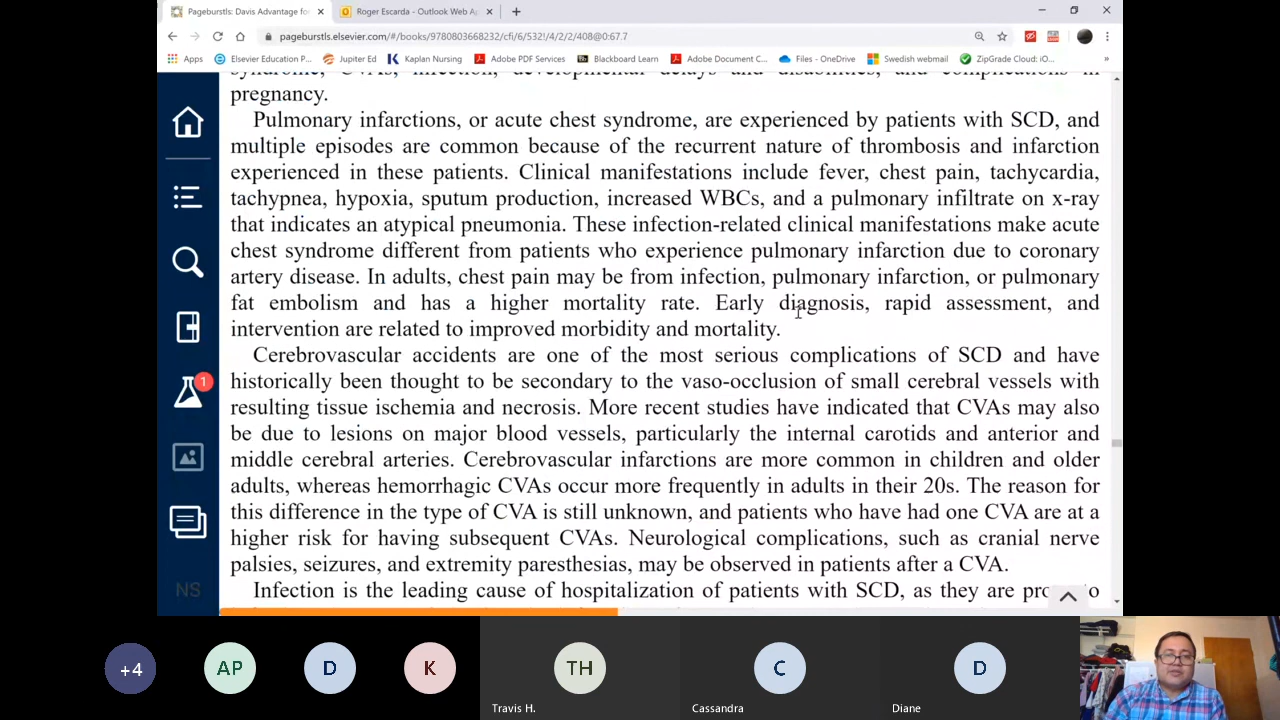 Pageburstls: Davis Advantage fo
Roger Escarda - Outlook Web Ap
pageburstls.elsevier.com/#/books/9780803668232/cfi/6/532!/4/2/2/408@0:67.7
Apps Elsevier Education P... Jupiter Ed Kaplan Nursing Adobe PDF Services Blackboard Learn Adobe Document C... Files - OneDrive Swedish webmail ZipGrade Cloud: iO... »
syndrome, CVAs, infection, developmental delays and disabilities, and complications in
pregnancy.
Pulmonary infarctions, or acute chest syndrome, are experienced by patients with SCD, and
multiple episodes are common because of the recurrent nature of thrombosis and infarction
experienced in these patients. Clinical manifestations include fever, chest pain, tachycardia,
tachypnea, hypoxia, sputum production, increased WBCs, and a pulmonary infiltrate on x-ray
that indicates an atypical pneumonia. These infection-related clinical manifestations make acute
chest syndrome different from patients who experience pulmonary infarction due to coronary
artery disease. In adults, chest pain may be from infection, pulmonary infarction, or pulmonary
fat embolism and has a higher mortality rate. Early diagnosis, rapid assessment, and
intervention are related to improved morbidity and mortality.
Cerebrovascular accidents are one of the most serious complications of SCD and have
historically been thought to be secondary to the vaso-occlusion of small cerebral vessels with
resulting tissue ischemia and necrosis. More recent studies have indicated that CVAs may also
be due to lesions on major blood vessels, particularly the internal carotids and anterior and
middle cerebral arteries. Cerebrovascular infarctions are more common in children and older
adults, whereas hemorrhagic CVAs occur more frequently in adults in their 20s. The reason for
this difference in the type of CVA is still unknown, and patients who have had one CVA are at a
higher risk for having subsequent CVAs. Neurological complications, such as cranial nerve
palsies, seizures, and extremity paresthesias, may be observed in patients after a CVA.
Infection is the leading cause of hospitalization of patients with SCD, as they are
1
NS
+4 AP D K TH C D
Travis H. Cassandra Diane